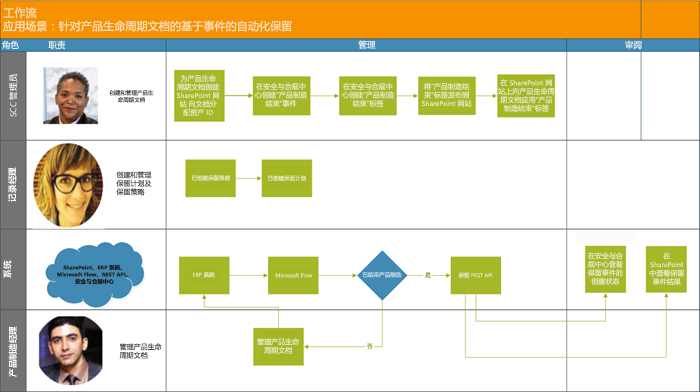 工作流
应用场景：针对产品生命周期文档的基于事件的自动化保留
角色
职责
管理
审阅
SCC 管理员
创建和管理产品生
命周期文档
为产品生命
周期文档创建
SharePoint 网
站 向文档分
配资产 ID
在安全与合规中
心创建"产品制造
结束"事件
在安全与合规中
心创建"产品制造
结束"标签
将"产品制造结
束"标签发布到
SharePoint 网站
在 SharePoint 网
站上向产品生命周
期文档应用"产品
制造结束"标签
记录经理
创建和管理
保留计划及
保留策略
已创建保留策略
已创建保留计划
系统
SharePoint、ERP 系统、
Microsoft Flow、REST API、
安全与合规中心
ERP 系统
Microsoft Flow
已结束产品制造
是
保留 REST API
在安全与合
规中心查看
保留事件的
创建状态
在
SharePoint
中查看保留
事件结果
产品制造经理
管理产品生命
周期文档
管理产品生命
周期文档
否